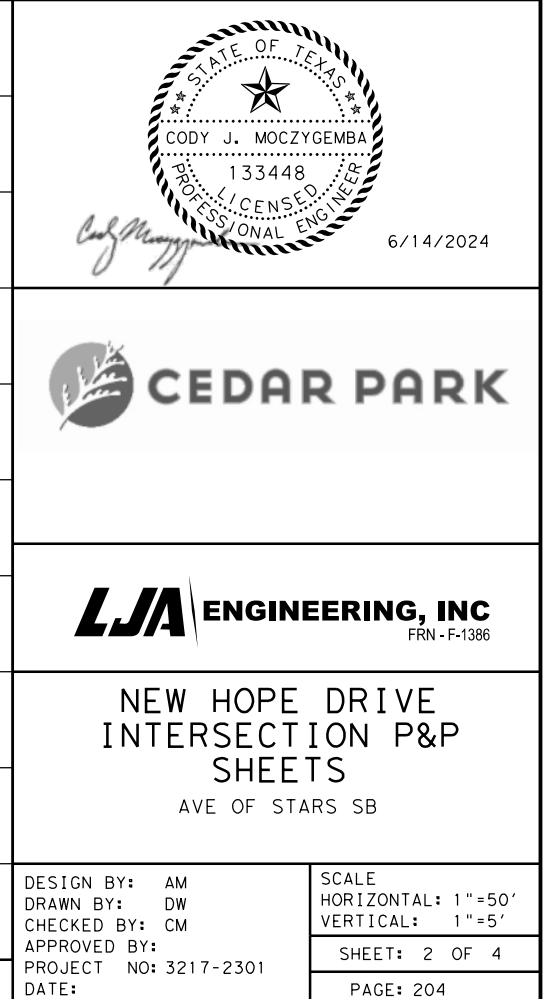 STATE OF TEXAS
CODY J. MOCZYGEMBA
133448
LICENSED
PROFESSIONAL ENGINEER
6/14/2024
CEDAR PARK
LJA ENGINEERING, INC
FRN - F-1386
NEW HOPE DRIVE
INTERSECTION P&P
SHEETS
AVE OF STARS SB
DESIGN BY: AM
DRAWN BY: DW
CHECKED BY: CM
APPROVED BY:
PROJECT NO: 3217-2301
DATE:
SCALE
HORIZONTAL: 1"=50'
VERTICAL: 1"=5'
SHEET: 2 OF 4
PAGE: 204